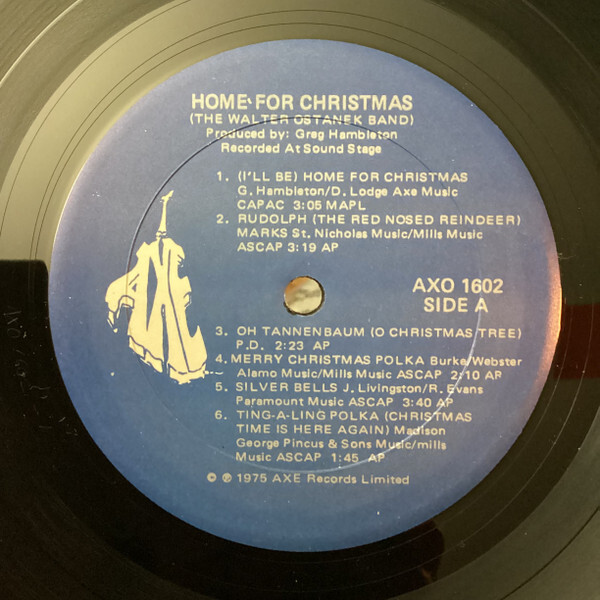 HOME FOR CHRISTMAS
(THE WALTER OSTANEK BAND)
Produced by: Greg Hambleton
Recorded At Sound Stage
1. (I'LL BE) HOME FOR CHRISTMAS
G. Hambleton/D. Lodge Axe Music
CAPAC 3:05 MAPL
2. RUDOLPH (THE RED NOSED REINDEER)
MARKS St. Nicholas Music/Mills Music
ASCAP 3:19 AP
AXE
AXO 1602
SIDE A
3. OH TANNENBAUM (O CHRISTMAS TREE)
P.D. 2:23 AP
4. MERRY CHRISTMAS POLKA Burke/Webster
Alamo Music/Mills Music ASCAP 2:10 AP
5. SILVER BELLS J. Livingston/R. Evans
Paramount Music ASCAP 3:40 AP
6. TING-A-LING POLKA (CHRISTMAS
TIME IS HERE AGAIN) Madison
George Pincus & Sons Music/mills
Music ASCAP 1:45 AP
© ℗ 1975 AXE Records Limited